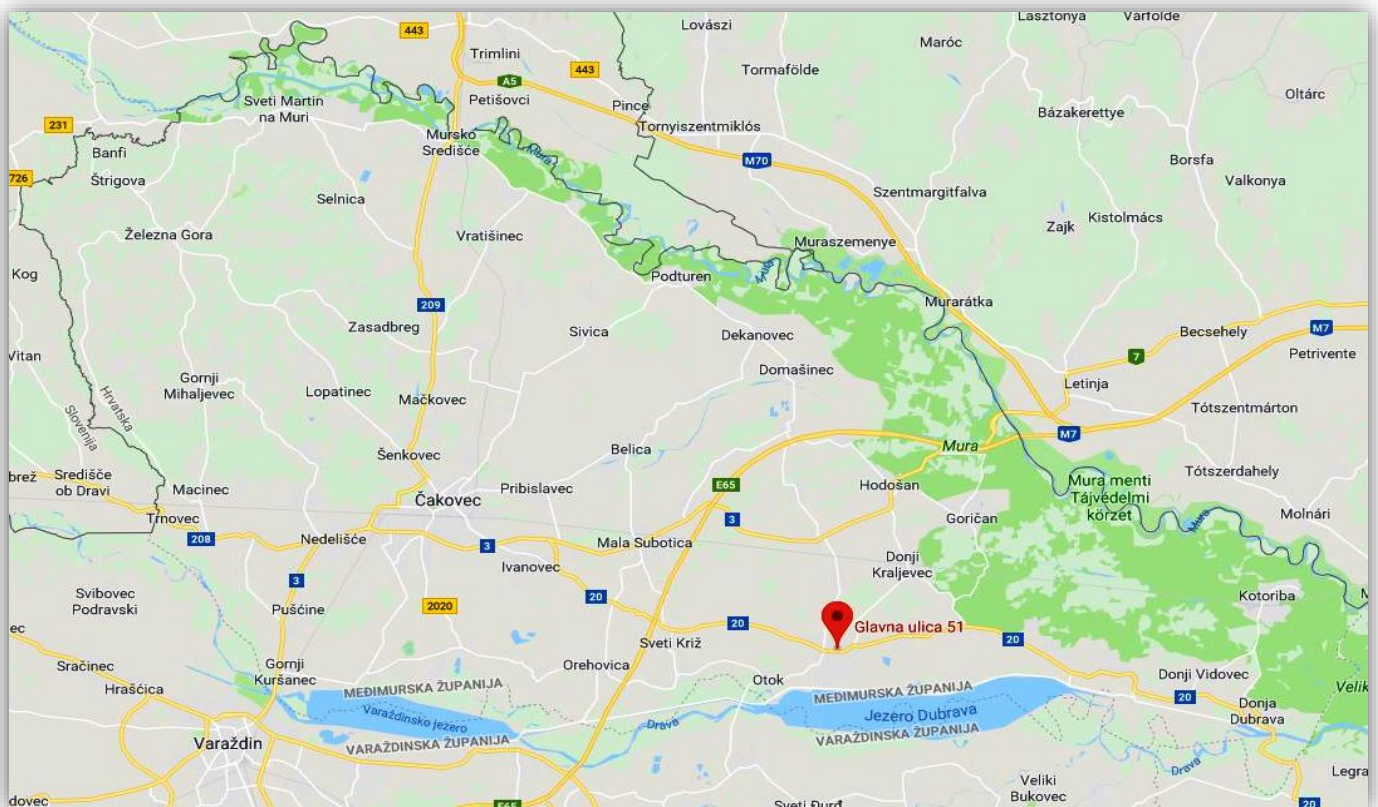 443
Lovászi
Lasztonya
Várfölde
Trimlini
Maróc
443
Tormafölde
A5
Oltárc
Sveti Martin
na Muri
Petišovci
Pince
Bázakerettye
231
Tornyiszentmiklós
Banfi
Mursko
Središće
Mura
M70
Borsfa
726
Štrigova
Valkonya
Selnica
Szentmargitfalva
Zajk
Kistolmács
Železna Gora
Vratišinec
Muraszemenye
Kog
Podturen
Mura
209
Murarátka
Zasadbreg
Sivica
Dekanovec
Becsehely
M7
Vitan
7
Petrivente
Domašinec
Gornji
Mihaljevec
Hrvatska
Slovenija
Lopatinec
Mačkovec
Letinja
Tótszentmárton
M7
Šenkovec
Belica
Mura
brež
Središče
ob Dravi
Macinec
Čakovec
Pribislavec
E65
Hodošan
Mura menti
Tájvédelmi
körzet
Tótszerdahely
Trnovec
3
Goričan
Mura
Molnári
208
Nedelišće
3
Mala Subotica
Ivanovec
Donji
Kraljevec
3
Svibovec
Podravski
Pušćine
2020
20
Kotoriba
M
ec
20
Glavna ulica 51
20
Sveti Križ
Sračinec
Gornji
Kuršanec
Orehovica
Otok
Donji Vidovec
Hrašćica
MEĐIMURSKA ŽUPANIJA
MEĐIMURSKA ŽUPANIJA
20
Velik
Varaždinsko jezero
Drava
Jezero Dubrava
Donja
Dubrava
Varaždin
VARAŽDINSKA ŽUPANIJA
VARAŽDINSKA ŽUPANIJA
Drava
Veliki
Bukovec
Legra
dovec
E65
Sveti Đurđ
20